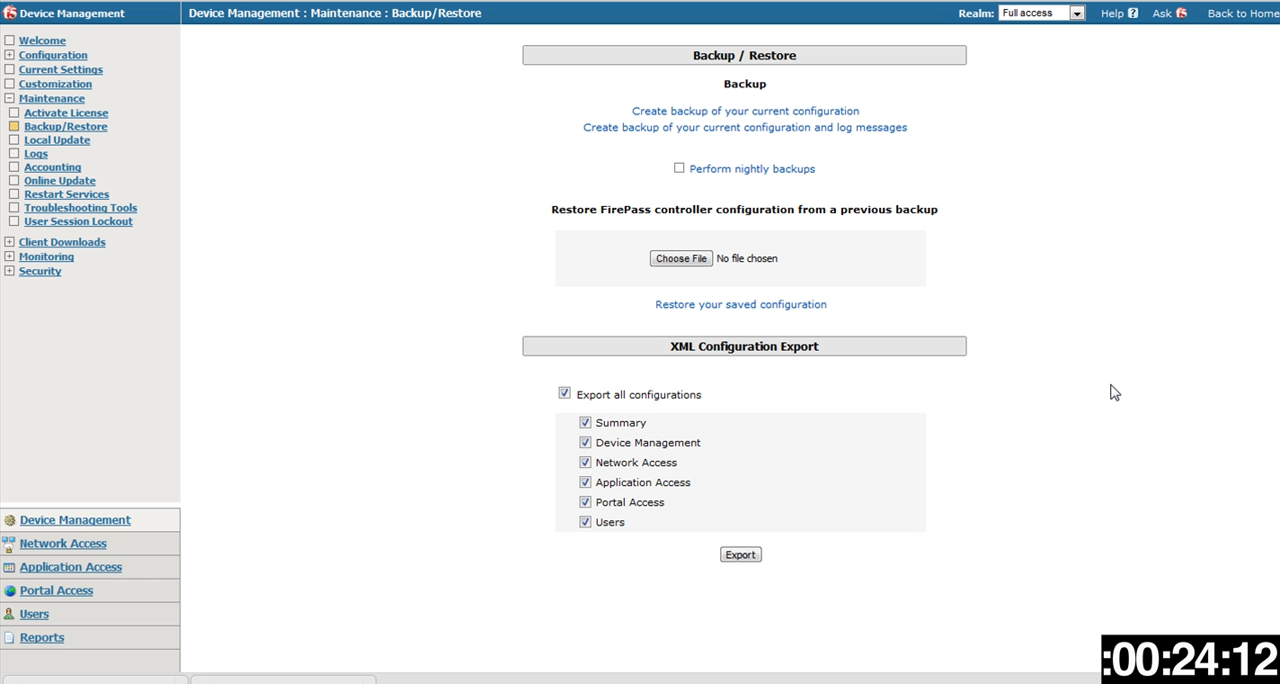 Device Management
Device Management : Maintenance : Backup/Restore
Realm: Full access Help ? Ask Back to Home
Welcome
Configuration
Current Settings
Customization
Maintenance
Activate License
Backup/Restore
Local Update
Logs
Accounting
Online Update
Restart Services
Troubleshooting Tools
User Session Lockout
Client Downloads
Monitoring
Security
Device Management
Network Access
Application Access
Portal Access
Users
Reports
Backup / Restore
Backup
Create backup of your current configuration
Create backup of your current configuration and log messages
Perform nightly backups
Restore FirePass controller configuration from a previous backup
Choose File No file chosen
Restore your saved configuration
XML Configuration Export
Export all configurations
Summary
Device Management
Network Access
Application Access
Portal Access
Users
Export
:00:24:12